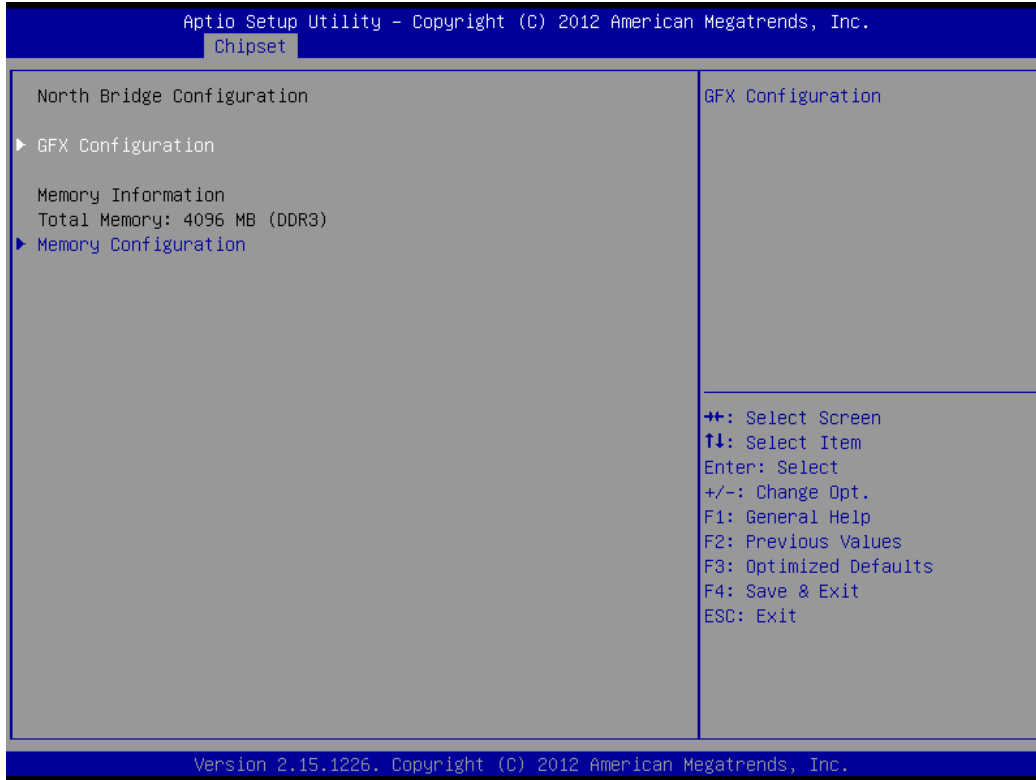 Aptio Setup Utility – Copyright (C) 2012 American Megatrends, Inc.
Chipset
North Bridge Configuration
GFX Configuration
Memory Information
Total Memory: 4096 MB (DDR3)
Memory Configuration
GFX Configuration
→←: Select Screen
↑↓: Select Item
Enter: Select
+/-: Change Opt.
F1: General Help
F2: Previous Values
F3: Optimized Defaults
F4: Save & Exit
ESC: Exit
Version 2.15.1226. Copyright (C) 2012 American Megatrends, Inc.